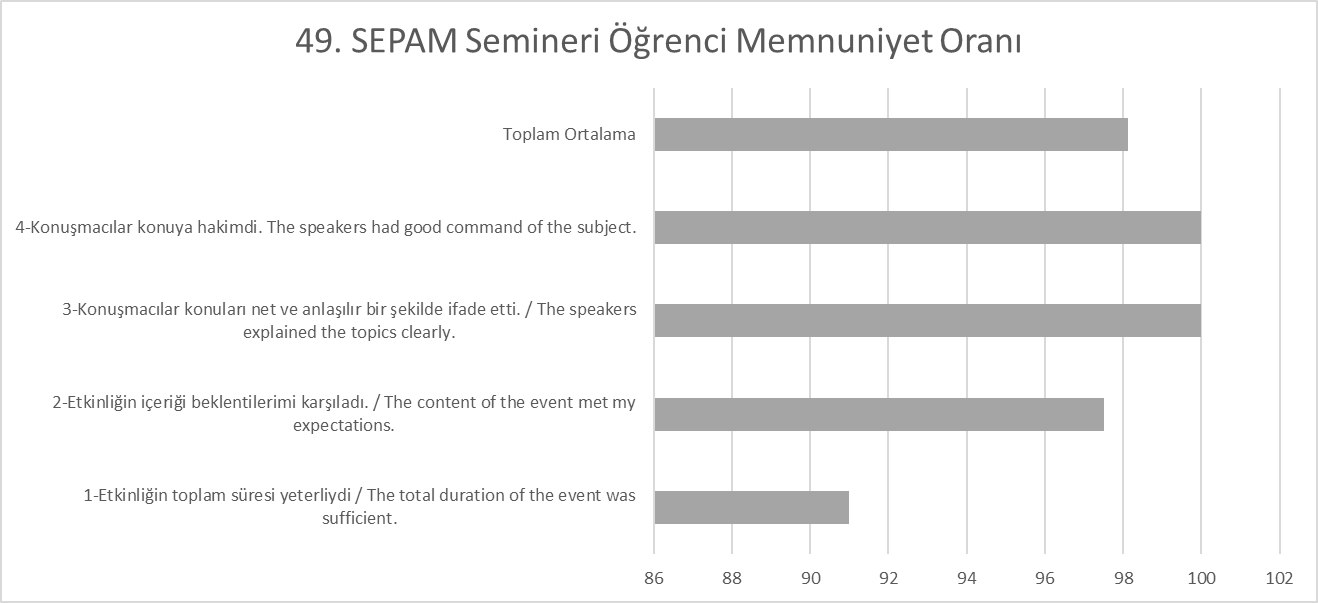 49. SEPAM Semineri Öğrenci Memnuniyet Oranı
Toplam Ortalama
4-Konuşmacılar konuya hakimdi. The speakers had good command of the subject.
3-Konuşmacılar konuları net ve anlaşılır bir şekilde ifade etti. / The speakers
explained the topics clearly.
2-Etkinliğin içeriği beklentilerimi karşıladı. / The content of the event met my
expectations.
1-Etkinliğin toplam süresi yeterliydi / The total duration of the event was
sufficient.
86 88 90 92 94 96 98 100 102